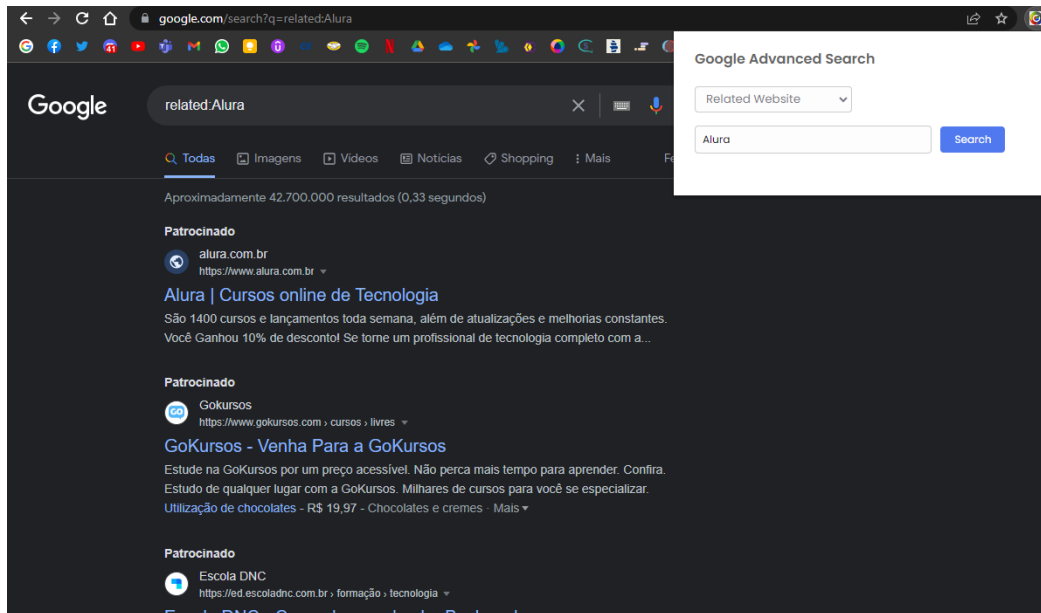 google.com/search?q=related:Alura
Google Advanced Search
Related Website
Alura
Search
Google
related:Alura
Todas Imagens Vídeos Notícias Shopping Mais
Aproximadamente 42.700.000 resultados (0,33 segundos)
Patrocinado
alura.com.br
https://www.alura.com.br
Alura | Cursos online de Tecnologia
São 1400 cursos e lançamentos toda semana, além de atualizações e melhorias constantes.
Você Ganhou 10% de desconto! Se torne um profissional de tecnologia completo com a...
Patrocinado
Gokursos
https://www.gokursos.com › cursos › livres
GoKursos - Venha Para a GoKursos
Estude na GoKursos por um preço acessível. Não perca mais tempo para aprender. Confira.
Estudo de qualquer lugar com a GoKursos. Milhares de cursos para você se especializar.
Utilização de chocolates - R$ 19,97 - Chocolates e cremes · Mais
Patrocinado
Escola DNC
https://ed.escoladnc.com.br › formação › tecnologia